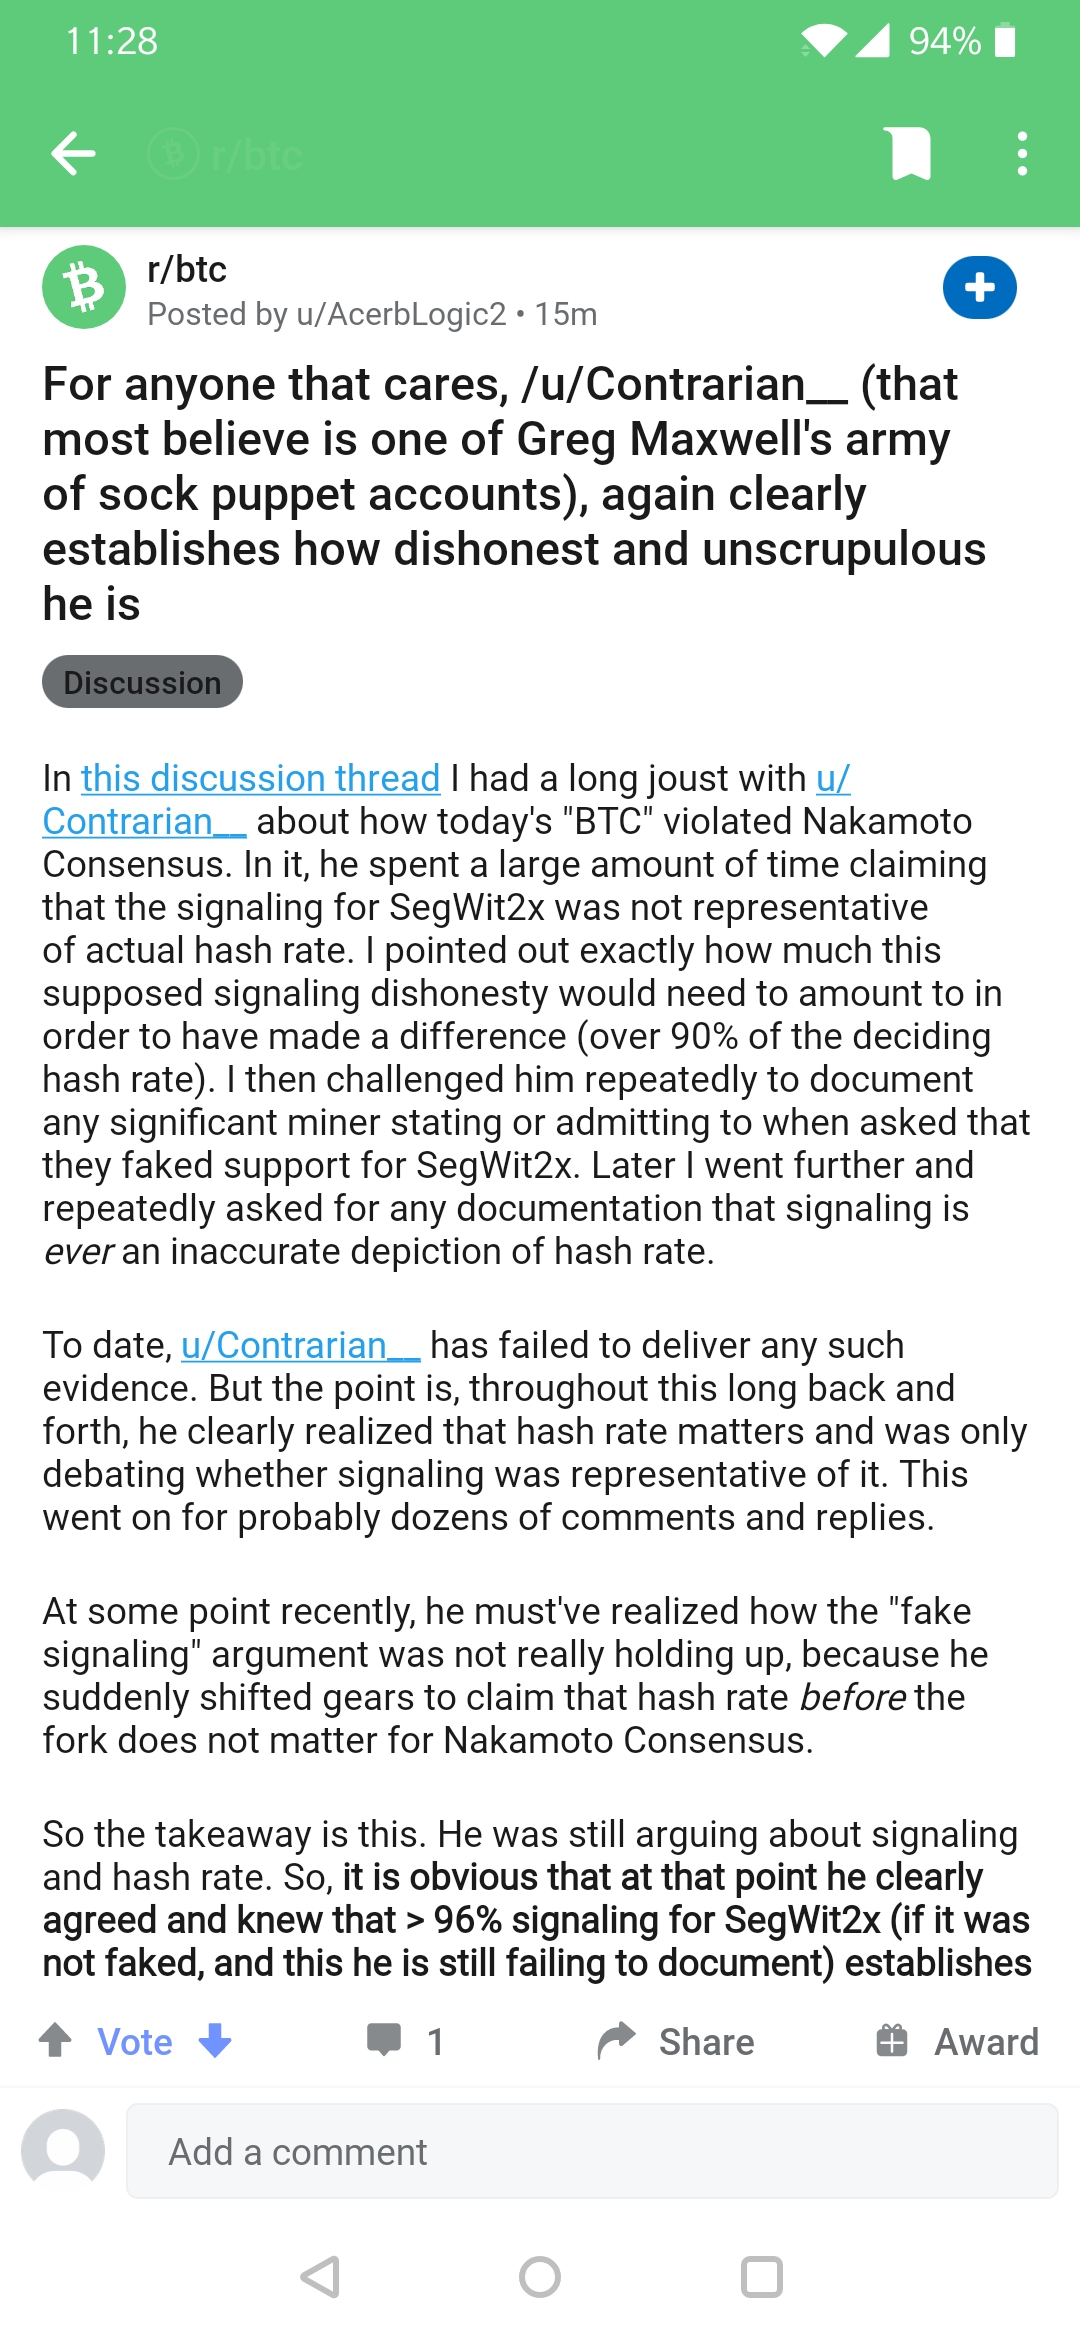 11:28
94%
r/btc
r/btc
Posted by u/AcerbLogic2 • 15m
For anyone that cares, /u/Contrarian__ (that
most believe is one of Greg Maxwell's army
of sock puppet accounts), again clearly
establishes how dishonest and unscrupulous
he is
Discussion
In this discussion thread I had a long joust with u/
Contrarian__ about how today's "BTC" violated Nakamoto
Consensus. In it, he spent a large amount of time claiming
that the signaling for SegWit2x was not representative
of actual hash rate. I pointed out exactly how much this
supposed signaling dishonesty would need to amount to in
order to have made a difference (over 90% of the deciding
hash rate). I then challenged him repeatedly to document
any significant miner stating or admitting to when asked that
they faked support for SegWit2x. Later I went further and
repeatedly asked for any documentation that signaling is
ever an inaccurate depiction of hash rate.
To date, u/Contrarian__ has failed to deliver any such
evidence. But the point is, throughout this long back and
forth, he clearly realized that hash rate matters and was only
debating whether signaling was representative of it. This
went on for probably dozens of comments and replies.
At some point recently, he must've realized how the "fake
signaling" argument was not really holding up, because he
suddenly shifted gears to claim that hash rate before the
fork does not matter for Nakamoto Consensus.
So the takeaway is this. He was still arguing about signaling
and hash rate. So, it is obvious that at that point he clearly
agreed and knew that > 96% signaling for SegWit2x (if it was
not faked, and this he is still failing to document) establishes
Vote 1 Share Award
Add a comment